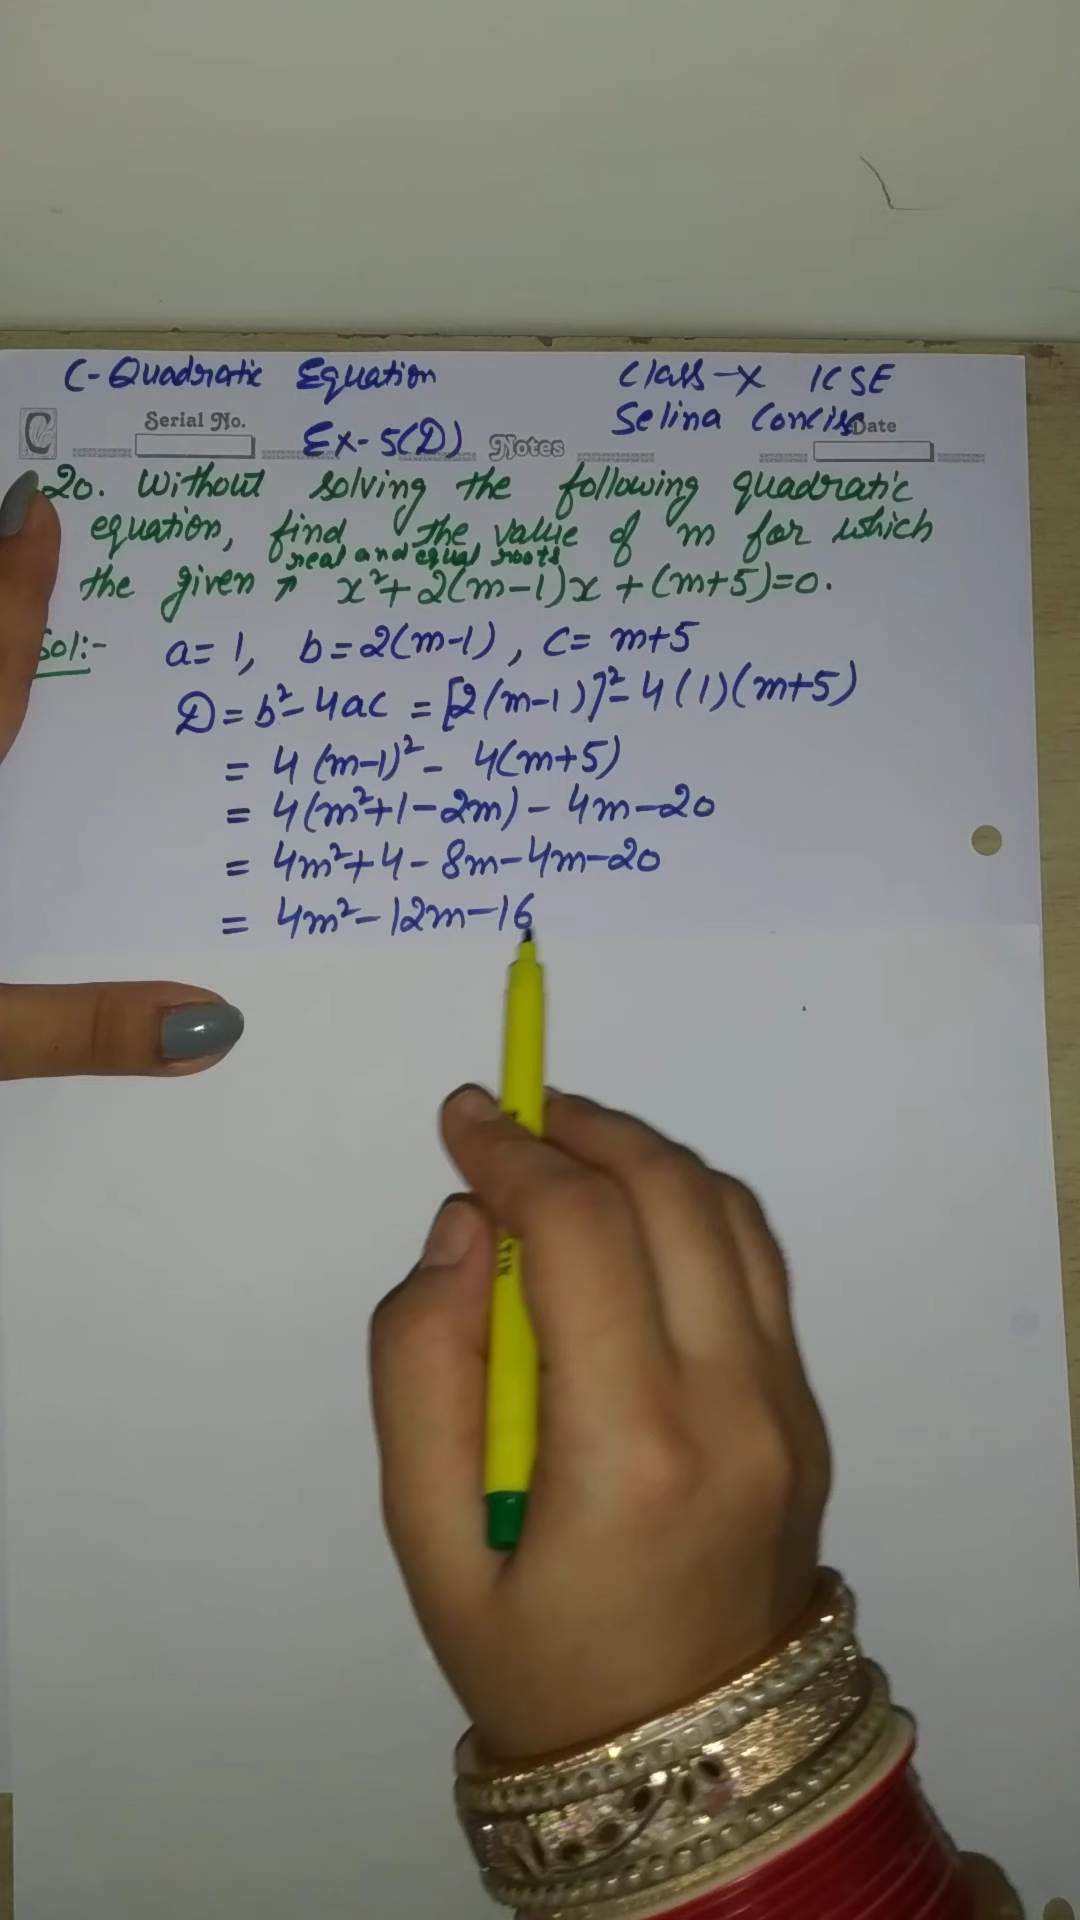 C-Quadratic Equation Class-X ICSE
Serial No. Selina Concise Date
C Ex-5(D) Notes
20. Without solving the following quadratic
equation, find the value of m for which
real and equal roots
the given ↗ x²+2(m-1)x+(m+5)=0.
Sol:- a=1, b=2(m-1), c=m+5
D=b²-4ac =[2(m-1)]²-4(1)(m+5)
= 4(m-1)²- 4(m+5)
= 4(m²+1-2m)-4m-20
= 4m²+4-8m-4m-20
= 4m²-12m-16